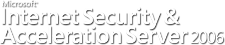 Microsoft®
Internet Security &
Acceleration Server 2006